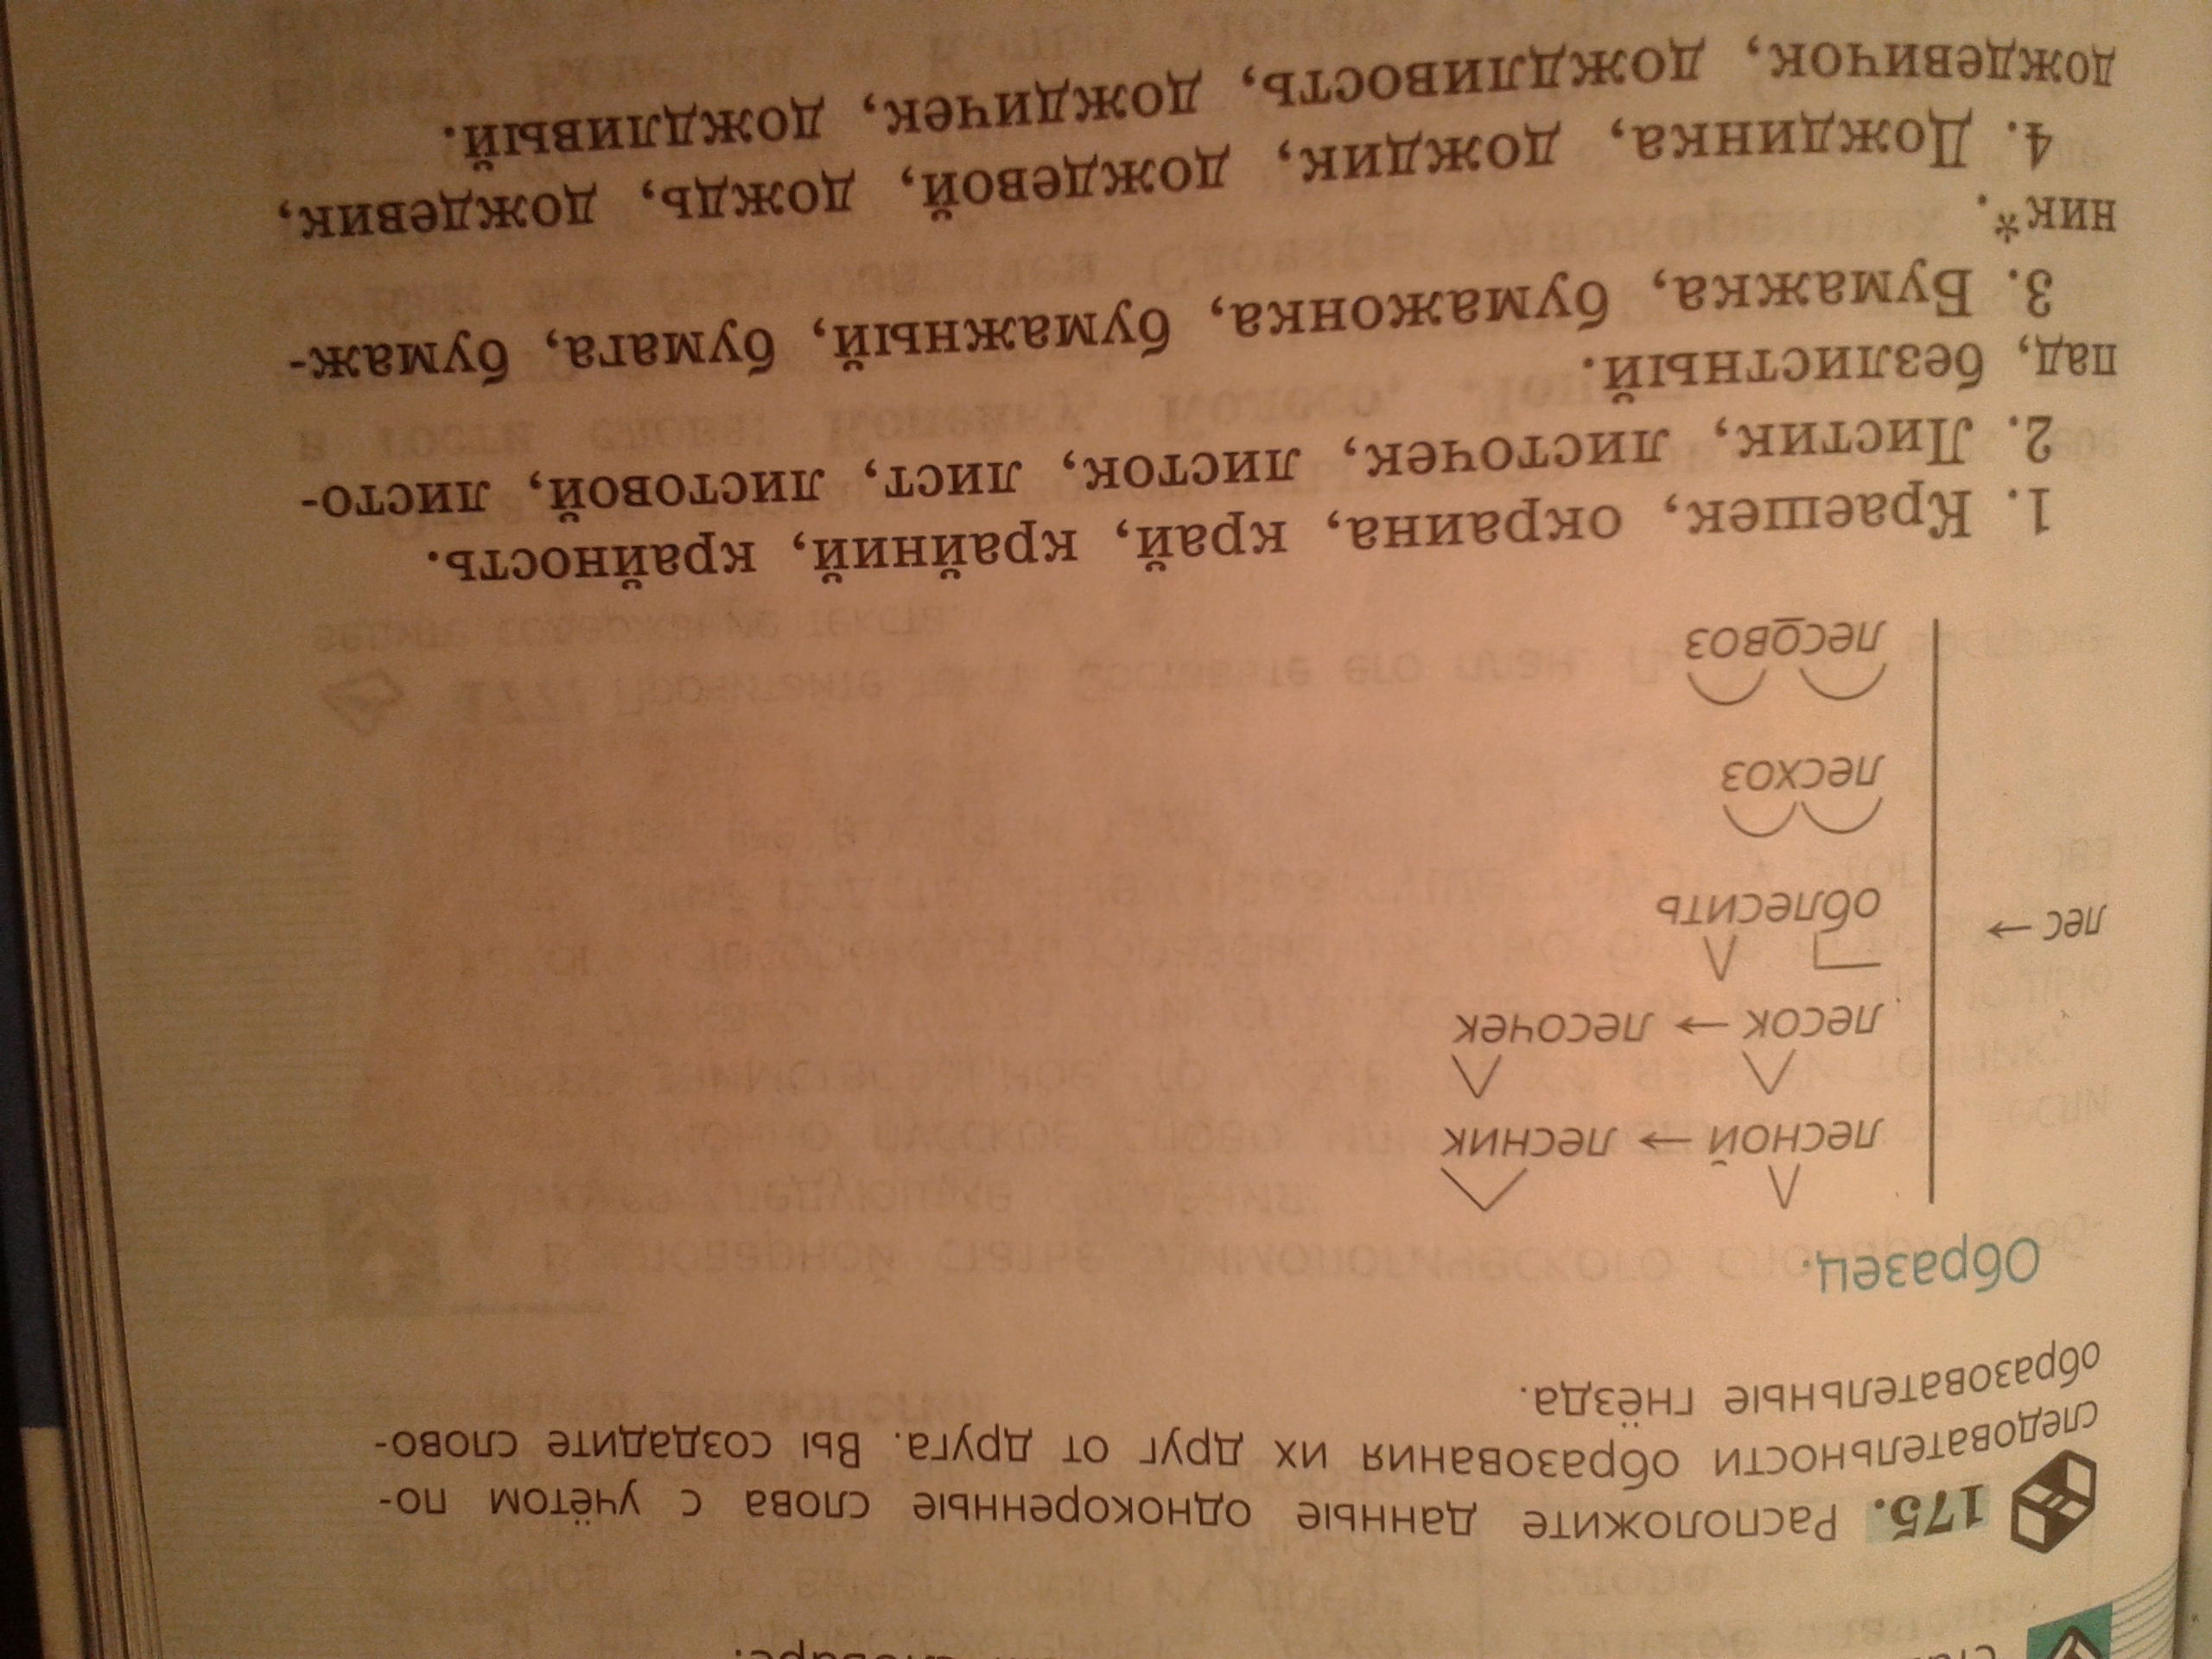 175. Расположите данные однокоренные слова с учётом по-
следовательности образования их друг от друга. Вы создадите слово-
образовательные гнёзда.
Образец.
лесной → лесник
лесок → лесочек
лес →
облесить
лесхоз
лесовоз
1. Краешек, окраина, край, крайний, крайность.
2. Листик, листочек, листок, лист, листовой, листо-
пад, безлистный.
3. Бумажка, бумажонка, бумажный, бумага, бумаж-
ник*.
4. Дождинка, дождик, дождевой, дождь, дождевик,
дождевичок, дождливость, дождичек, дождливый.